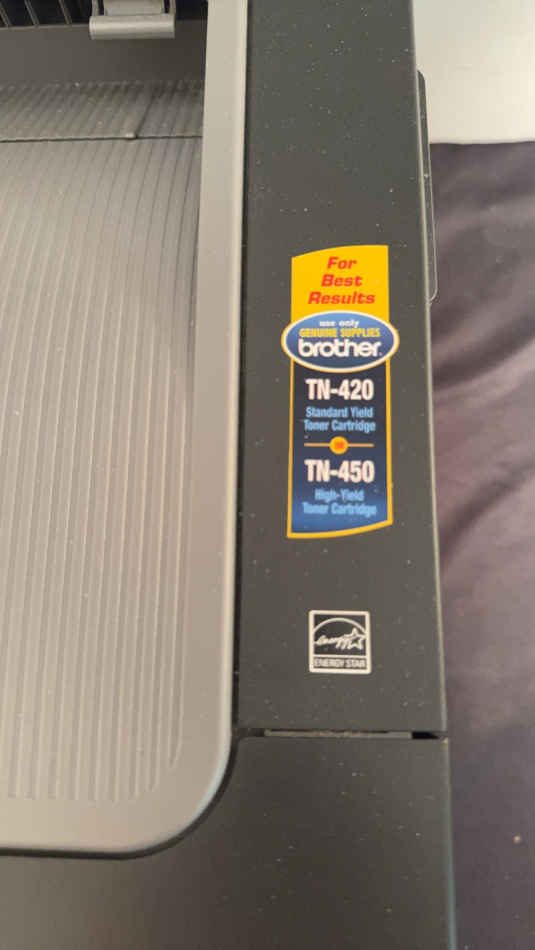 For
Best
Results
use only
GENUINE SUPPLIES
brother
TN-420
Standard Yield
Toner Cartridge
OR
TN-450
High-Yield
Toner Cartridge
energy
ENERGY STAR